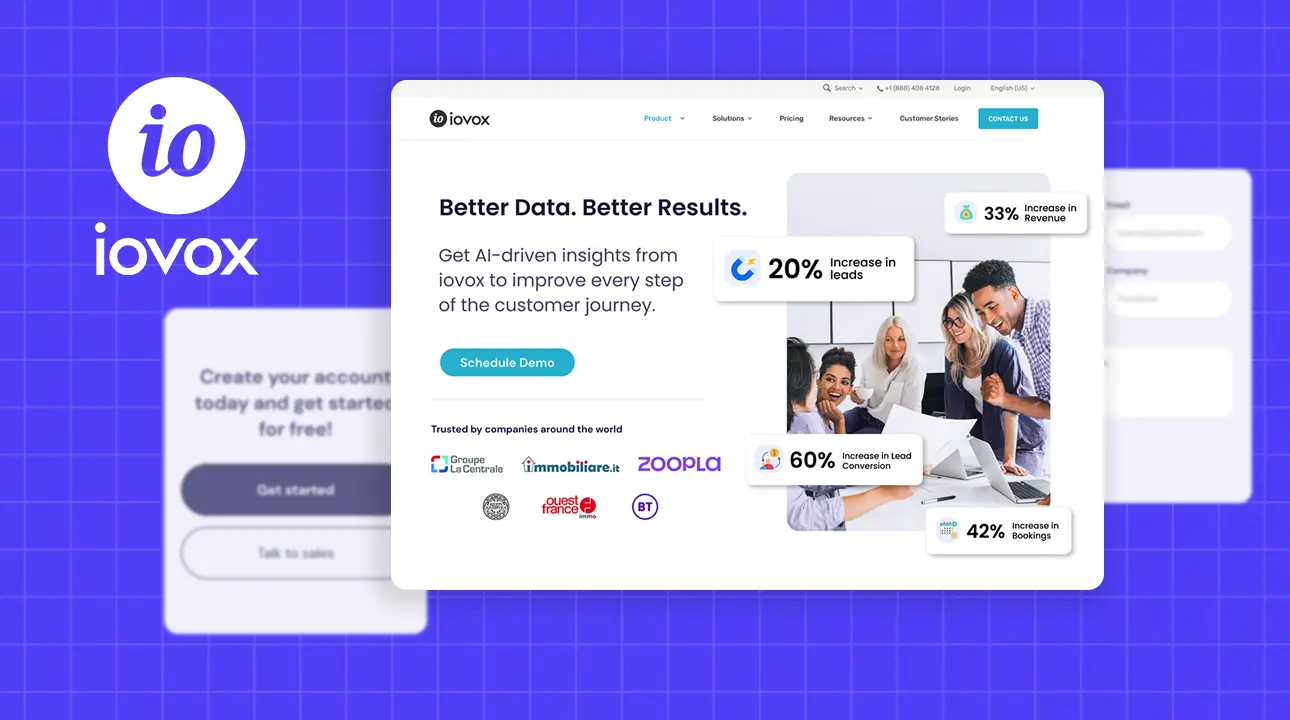 io
iovox
Search
+1 (888) 408 4128
Login
English (US)
io iovox
Product
Solutions
Pricing
Resources
Customer Stories
CONTACT US
Better Data. Better Results.
Get AI-driven insights from
iovox to improve every step
of the customer journey.
Schedule Demo
Trusted by companies around the world
Groupe
La Centrale
immobiliare.it
ZOOPLA
ouest
france
immo
BT
33% Increase in
Revenue
20% Increase in
leads
60% Increase in Lead
Conversion
42% Increase in
Bookings
Create your account
today and get started
for free!
Get started
Talk to sales
Email
Company